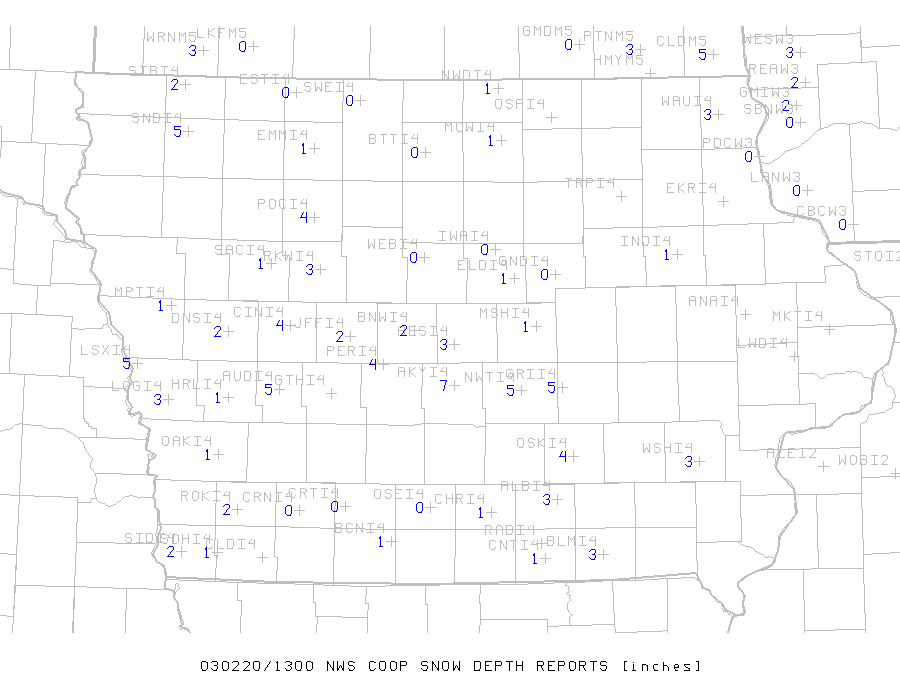 WRNM5 LKFM5 GMDM5 PTNM5 CLDM5 WESW3
3 0 0 3 5 3
HMYM5
STBT4 NWDT4 REAW3
2 ESTI4 SWEI4 1 2
0 0 OSAI4 WAUI4 GMIW3
SNDI4 3 2
5 SBNW3
EMMI4 BTTI4 MUWI4 0
1 0 1 PDCW3
0
TRPI4 EKRI4 LANW3
0
POCI4 CBCW3
4 0
SACI4 RKWI4 WEBI4 IWAI4 INDI4
1 3 0 0 1
ELDI4 GNDI4 STOI2
1 0
MPTI4 ANAI4
1
DNSI4 CINI4 JFFI4 BNWI4 MSHI4 MKTI4
2 4 2 2 3 1
LSXI4 PERI4 LWDI4
5 4
LOGI4 HRLI4 AUDI4 GTHI4 AKYI4 NWTI4 GRII4
3 1 5 7 5 5
OAKI4 OSKI4 WSHI4 ALEI2 WOBI2
1 4 3
ROKI4 CRNI4 CRTI4 OSEI4 CHRI4 ALBI4
2 0 0 0 1 3
BCNI4 RADI4
SIDI4 SDHI4 1 CNTI4 BLMI4
2 1 1 3
030220/1300 NWS COOP SNOW DEPTH REPORTS [inches]